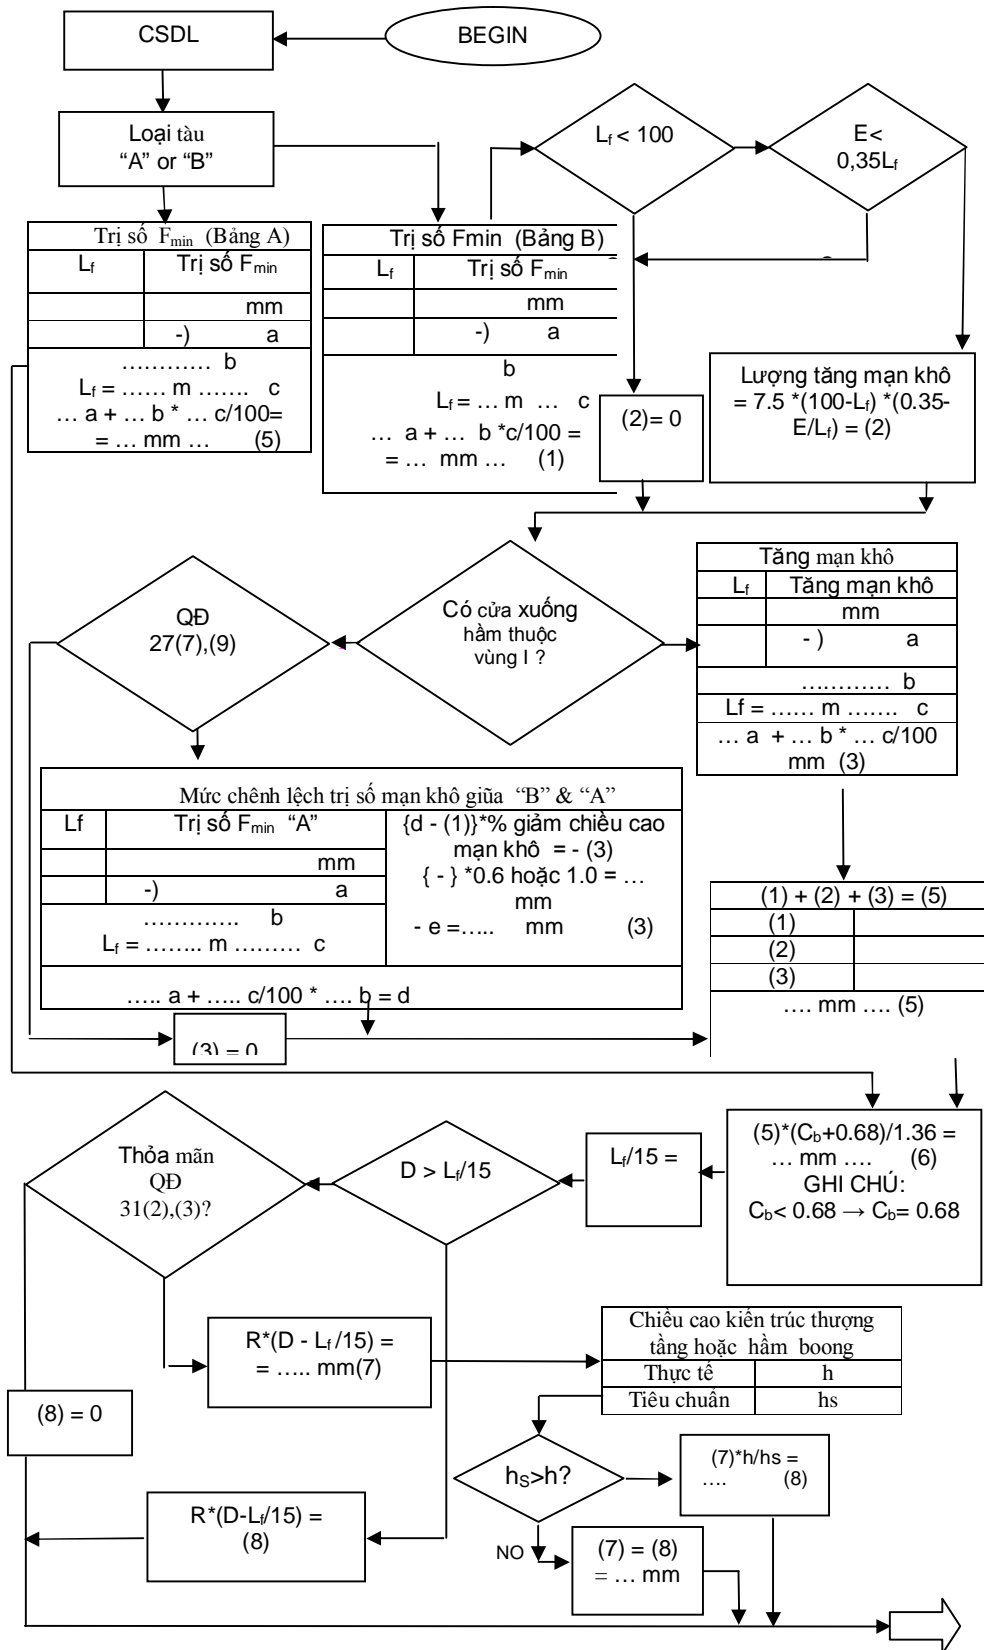 CSDL
BEGIN
Loại tàu
“A” or “B”
Lf < 100
E<
0,35Lf
Trị số Fmin (Bảng A)
Lf Trị số Fmin
mm
-) a
………… b
Lf = …… m ……. c
… a + … b * … c/100=
= … mm … (5)
Trị số Fmin (Bảng B)
Lf Trị số Fmin
mm
-) a
b
Lf = … m … c
… a + … b *c/100 =
= … mm … (1)
(2)= 0
Lượng tăng mạn khô
= 7.5 *(100-Lf) *(0.35-
E/Lf) = (2)
QĐ
27(7),(9)
Có cửa xuống
hầm thuộc
vùng I ?
Tăng mạn khô
Lf Tăng mạn khô
mm
- ) a
………… b
Lf = …… m ……. c
… a + … b * … c/100
mm (3)
Mức chênh lệch trị số mạn khô giữa “B” & “A”
Lf Trị số Fmin “A”
mm
-) a
…………. b
Lf = …….. m ……… c
{d - (1)}*% giảm chiều cao
mạn khô = - (3)
{ - } *0.6 hoặc 1.0 = …
mm
- e =….. mm (3)
….. a + ….. c/100 * …. b = d
(1) + (2) + (3) = (5)
(1)
(2)
(3)
…. mm …. (5)
(3) = 0
Thỏa mãn
QĐ
31(2),(3)?
D > Lf/15
Lf/15 =
(5)*(Cb+0.68)/1.36 =
… mm …. (6)
GHI CHÚ:
Cb< 0.68 → Cb= 0.68
R*(D - Lf /15) =
= ….. mm(7)
Chiều cao kiến trúc thượng
tầng hoặc hầm boong
Thực tế h
Tiêu chuẩn hs
(8) = 0
hS>h?
(7)*h/hs =
…. (8)
R*(D-Lf/15) =
(8)
NO
(7) = (8)
= … mm